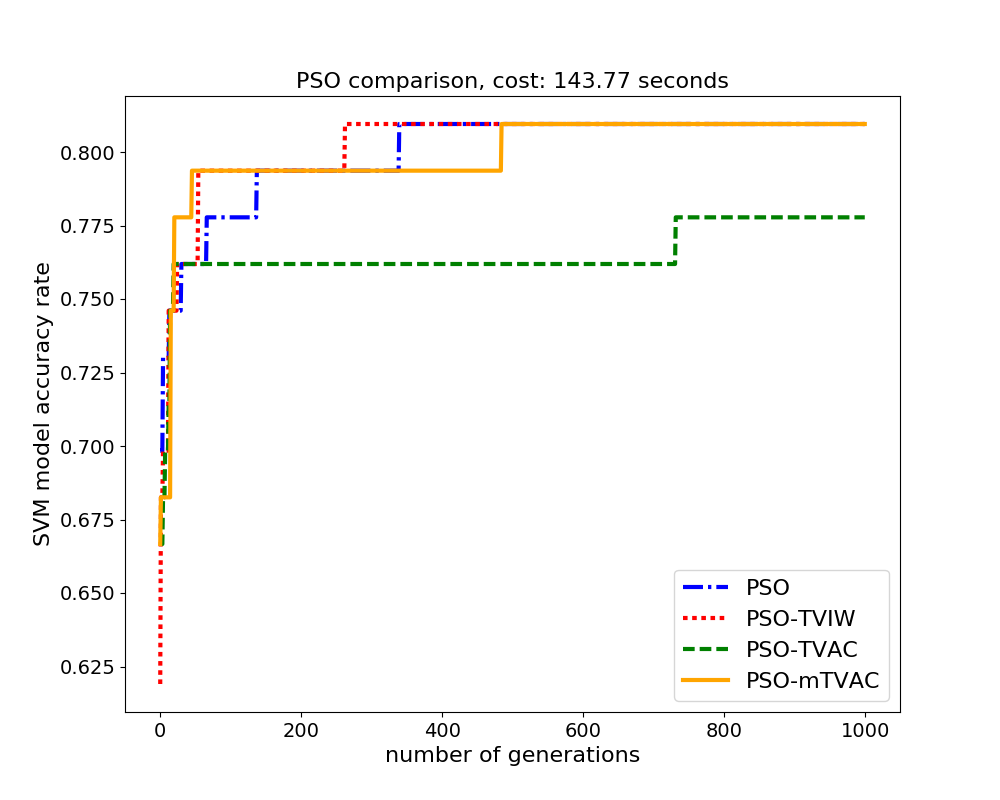 PSO comparison, cost: 143.77 seconds
SVM model accuracy rate
0.800
0.775
0.750
0.725
0.700
0.675
0.650
0.625
0 200 400 600 800 1000
number of generations
PSO
PSO-TVIW
PSO-TVAC
PSO-mTVAC